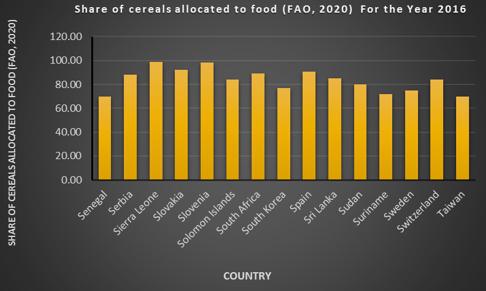 Share of cereals allocated to food (FAO, 2020) For the Year 2016
SHARE OF CEREALS ALLOCATED TO FOOD (FAO, 2020)
120.00
100.00
80.00
60.00
40.00
20.00
0.00
Senegal
Serbia
Sierra Leone
Slovakia
Slovenia
Solomon Islands
South Africa
South Korea
Spain
Sri Lanka
Sudan
Suriname
Sweden
Switzerland
Taiwan
COUNTRY